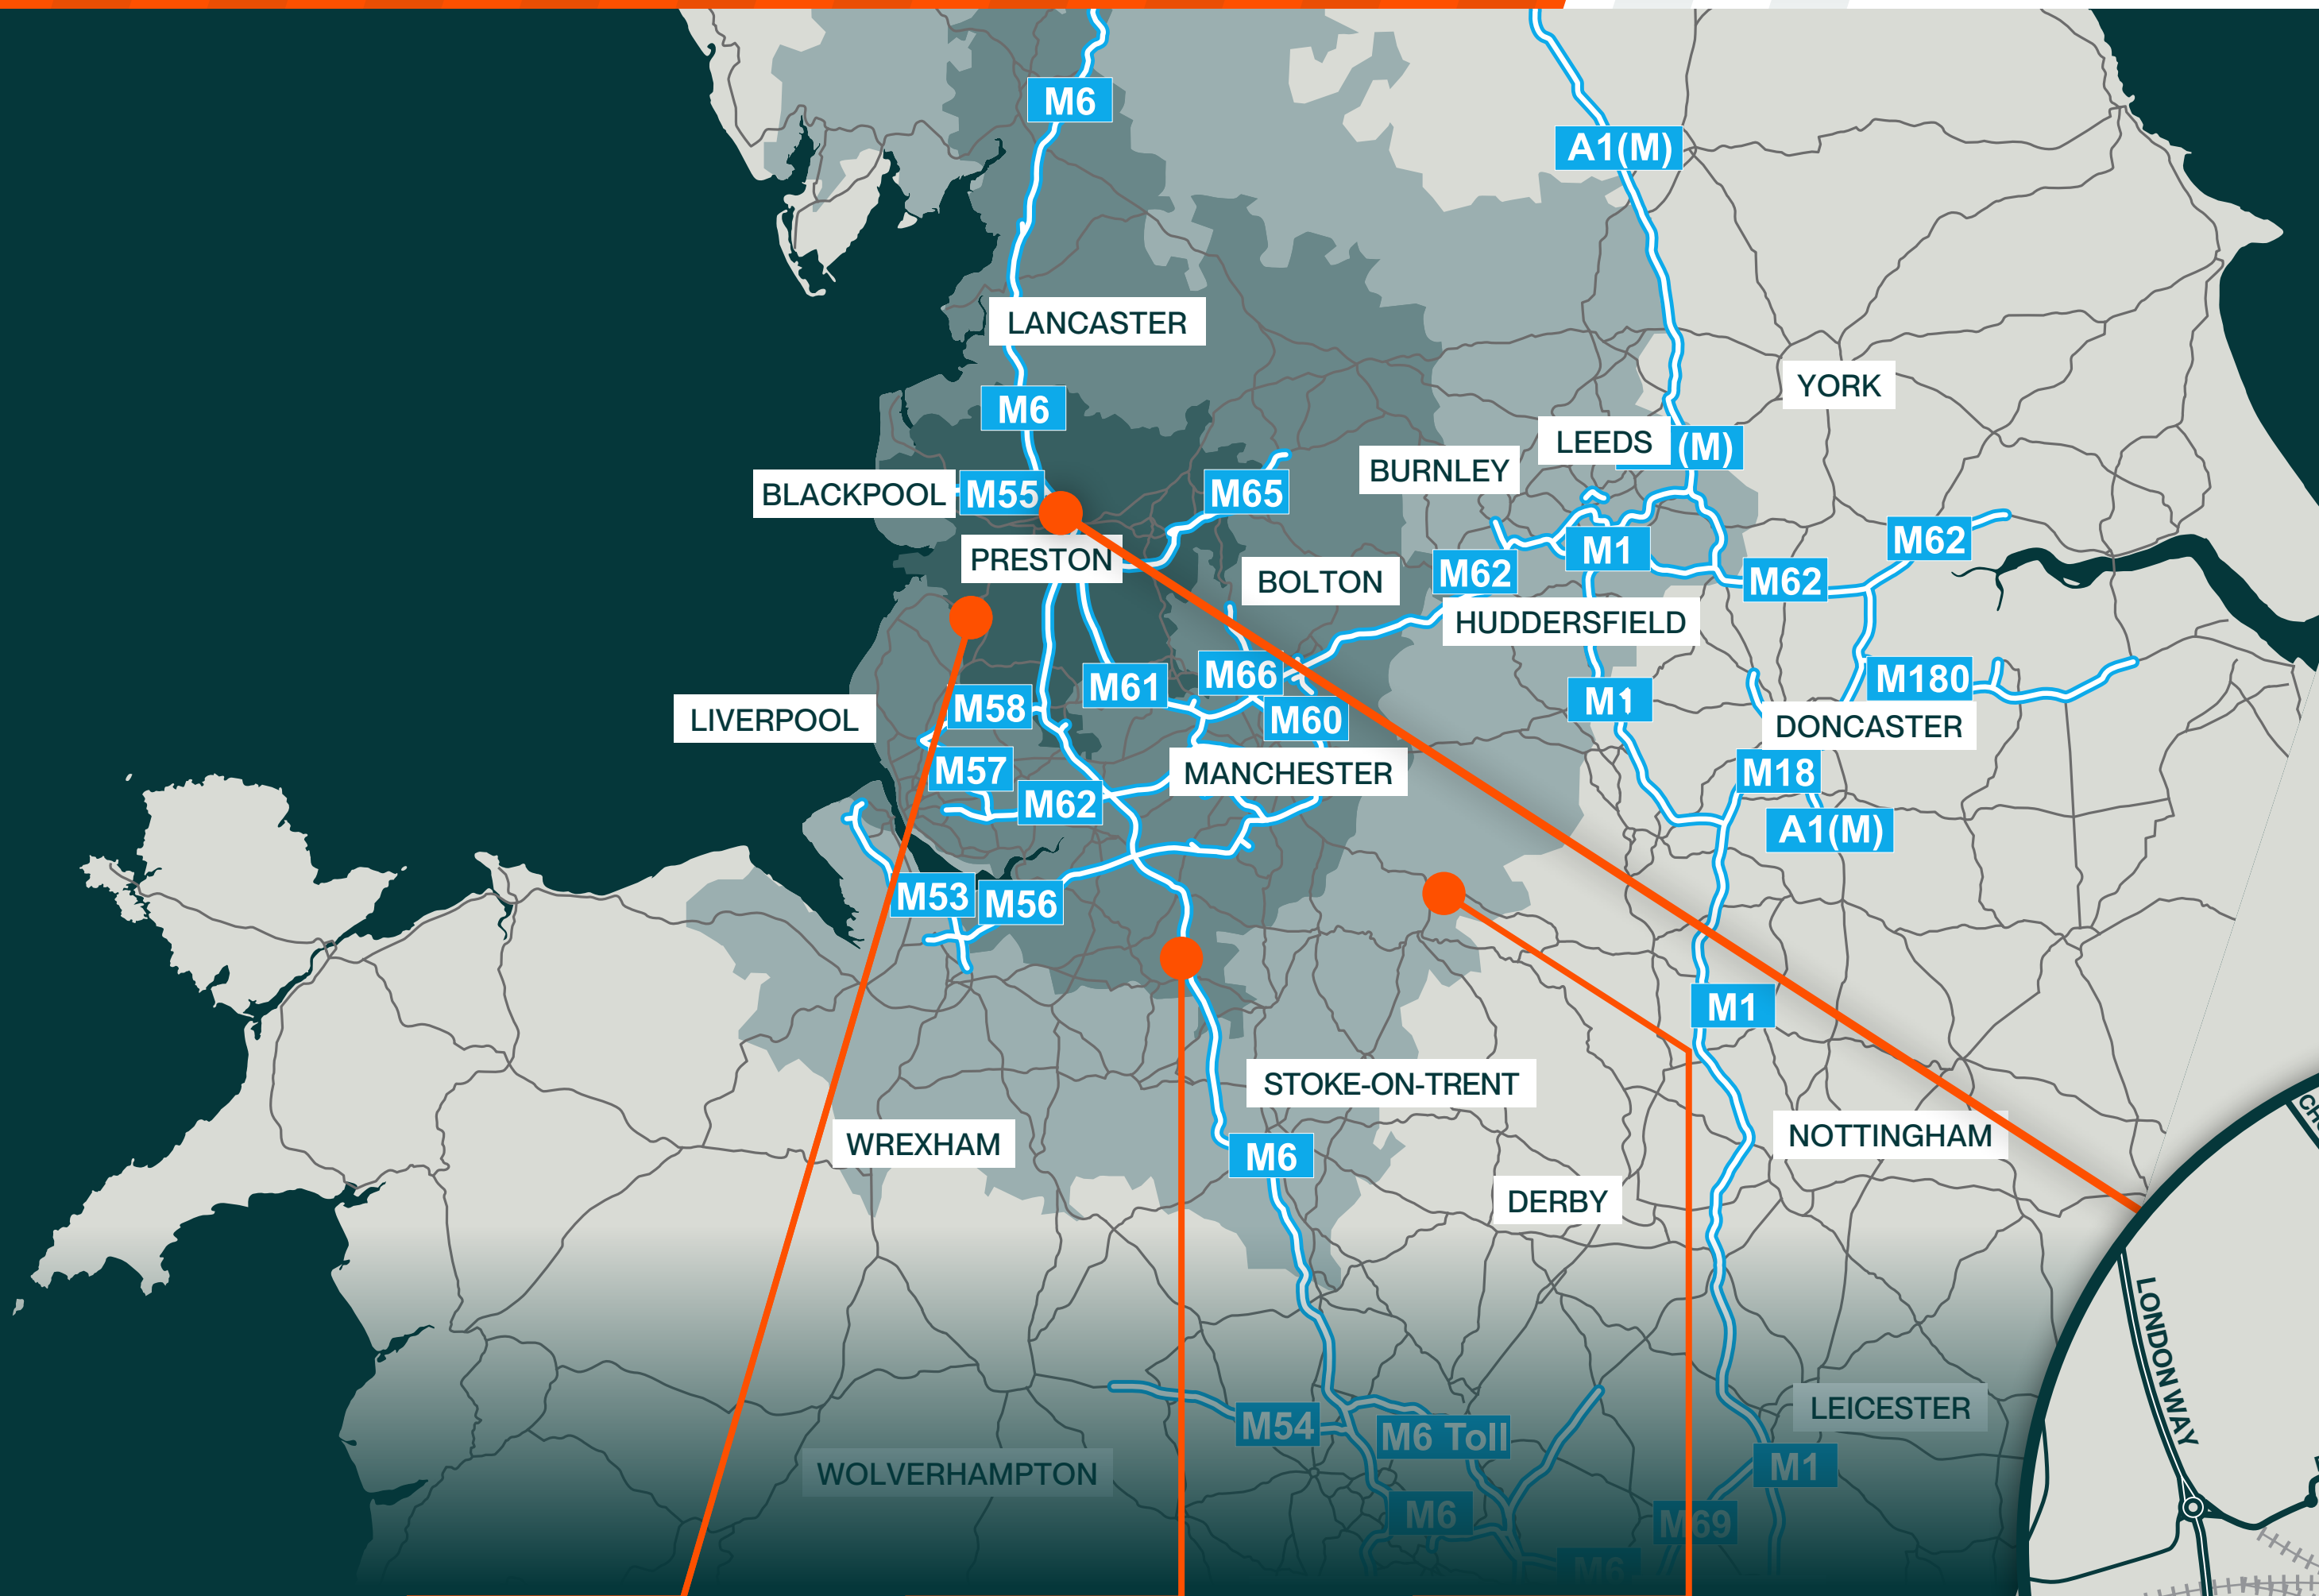 M6
A1(M)
LANCASTER
YORK
M6
LEEDS
(M)
BURNLEY
BLACKPOOL
M55
M65
M62
PRESTON
M1
BOLTON
M62
M62
HUDDERSFIELD
M66
M180
M61
M1
M58
LIVERPOOL
M60
DONCASTER
M57
MANCHESTER
M18
M62
A1(M)
M53
M56
M1
STOKE-ON-TRENT
NOTTINGHAM
WREXHAM
M6
DERBY
LONDON WAY
LEICESTER
M54
M6 Toll
WOLVERHAMPTON
M1
M6
M69
M6